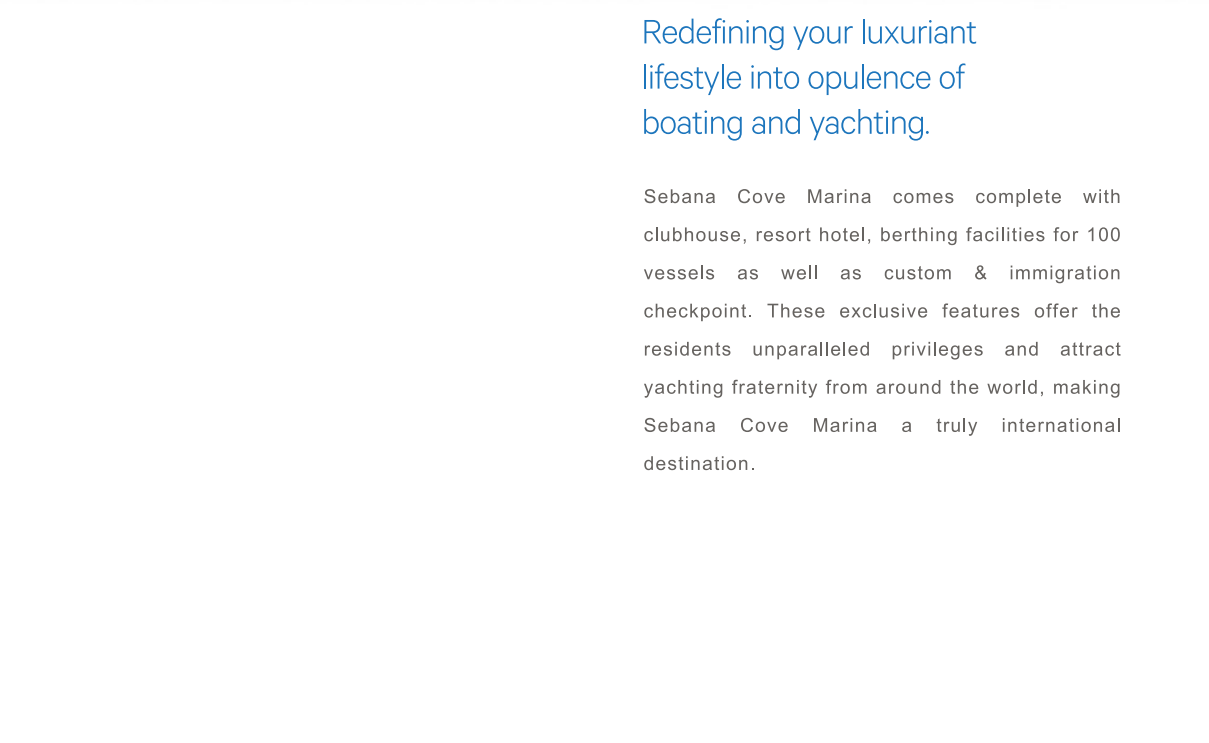 Redefining your luxuriant
lifestyle into opulence of
boating and yachting.
Sebana Cove Marina comes complete with
clubhouse, resort hotel, berthing facilities for 100
vessels as well as custom & immigration
checkpoint. These exclusive features offer the
residents unparalleled privileges and attract
yachting fraternity from around the world, making
Sebana Cove Marina a truly international
destination.